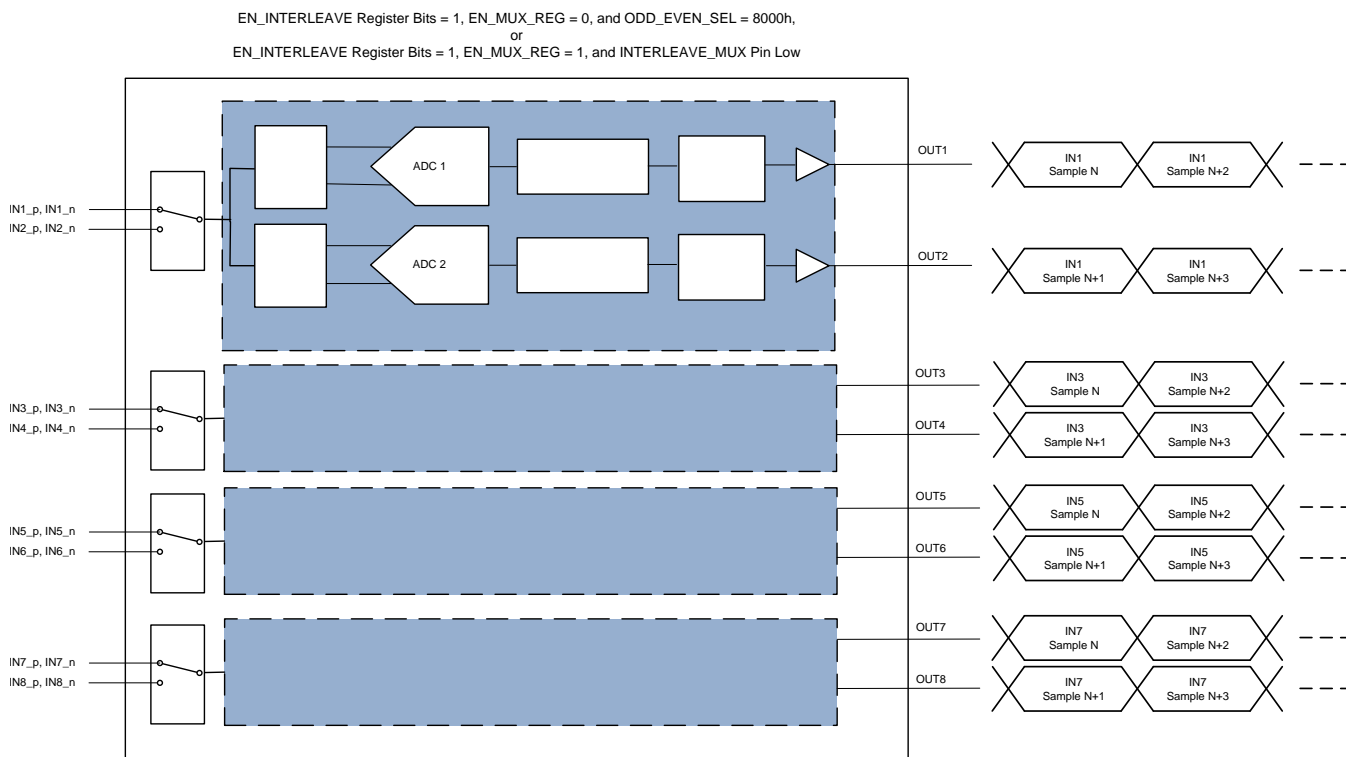 EN_INTERLEAVE Register Bits = 1, EN_MUX_REG = 0, and ODD_EVEN_SEL = 8000h,
or
EN_INTERLEAVE Register Bits = 1, EN_MUX_REG = 1, and INTERLEAVE_MUX Pin Low
IN1_p, IN1_n
IN2_p, IN2_n
ADC 1
ADC 2
OUT1
IN1
Sample N
IN1
Sample N+2
OUT2
IN1
Sample N+1
IN1
Sample N+3
IN3_p, IN3_n
IN4_p, IN4_n
OUT3
IN3
Sample N
IN3
Sample N+2
OUT4
IN3
Sample N+1
IN3
Sample N+3
IN5_p, IN5_n
IN6_p, IN6_n
OUT5
IN5
Sample N
IN5
Sample N+2
OUT6
IN5
Sample N+1
IN5
Sample N+3
IN7_p, IN7_n
IN8_p, IN8_n
OUT7
IN7
Sample N
IN7
Sample N+2
OUT8
IN7
Sample N+1
IN7
Sample N+3